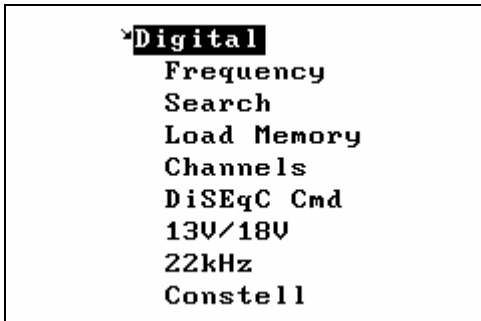 Digital
Frequency
Search
Load Memory
Channels
DiSEqC Cmd
13V/18V
22kHz
Constell